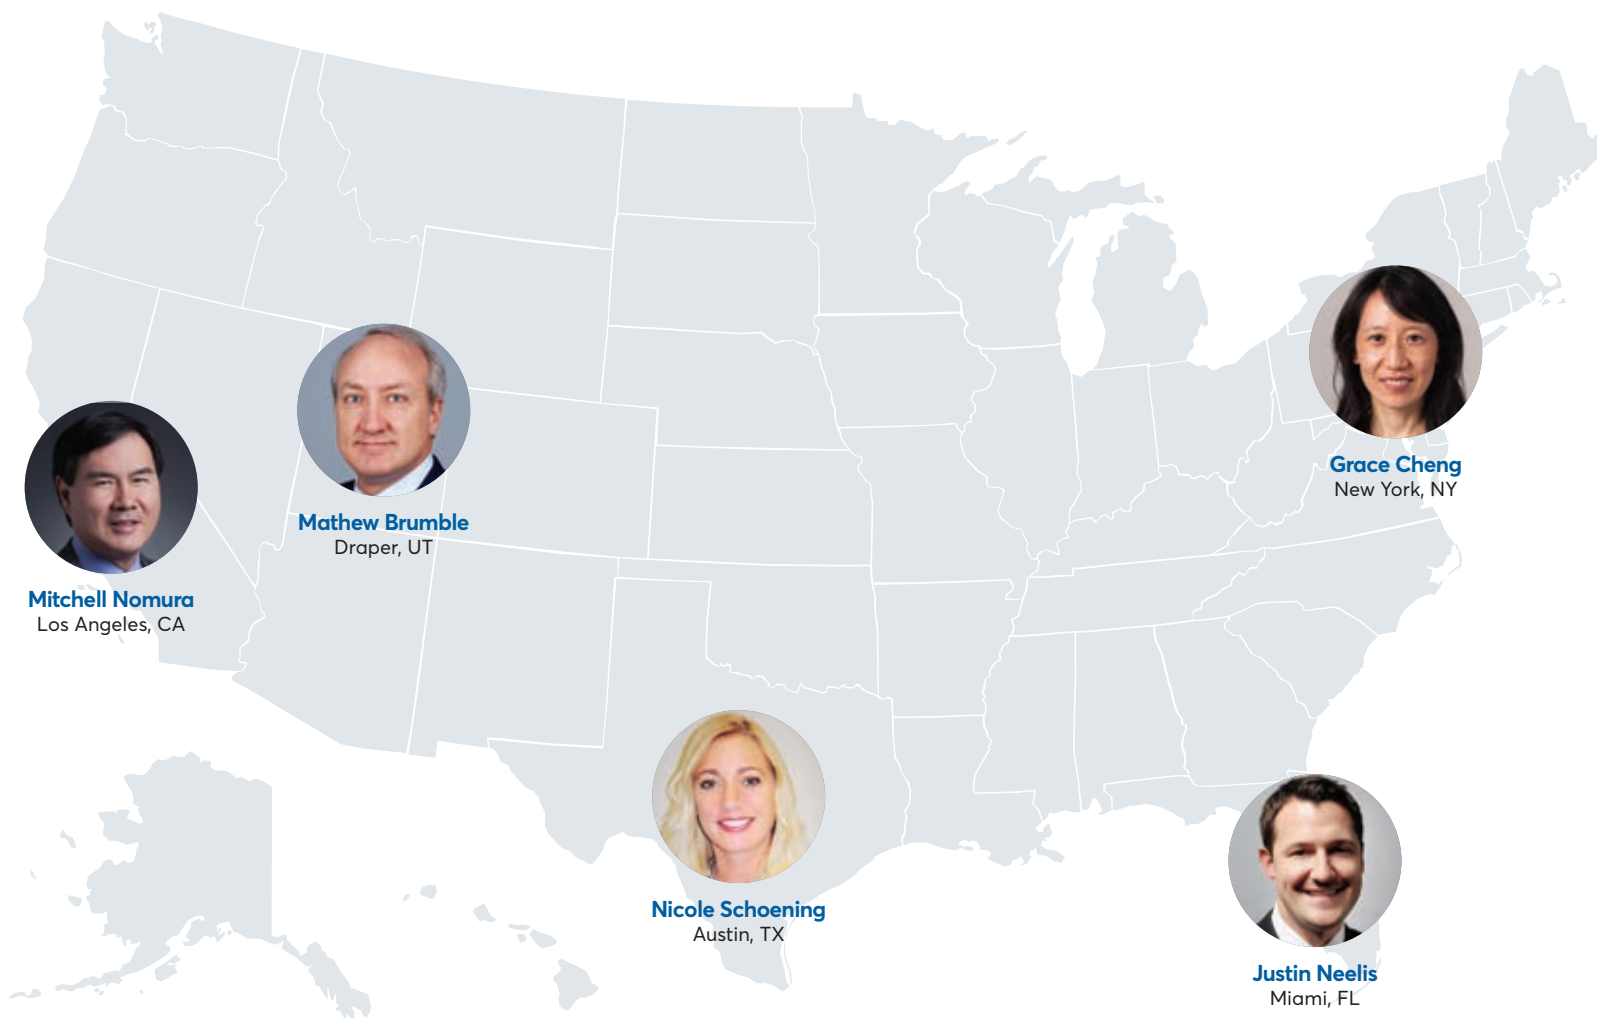 Grace Cheng
New York, NY
Mathew Brumble
Draper, UT
Mitchell Nomura
Los Angeles, CA
Nicole Schoening
Austin, TX
Justin Neelis
Miami, FL